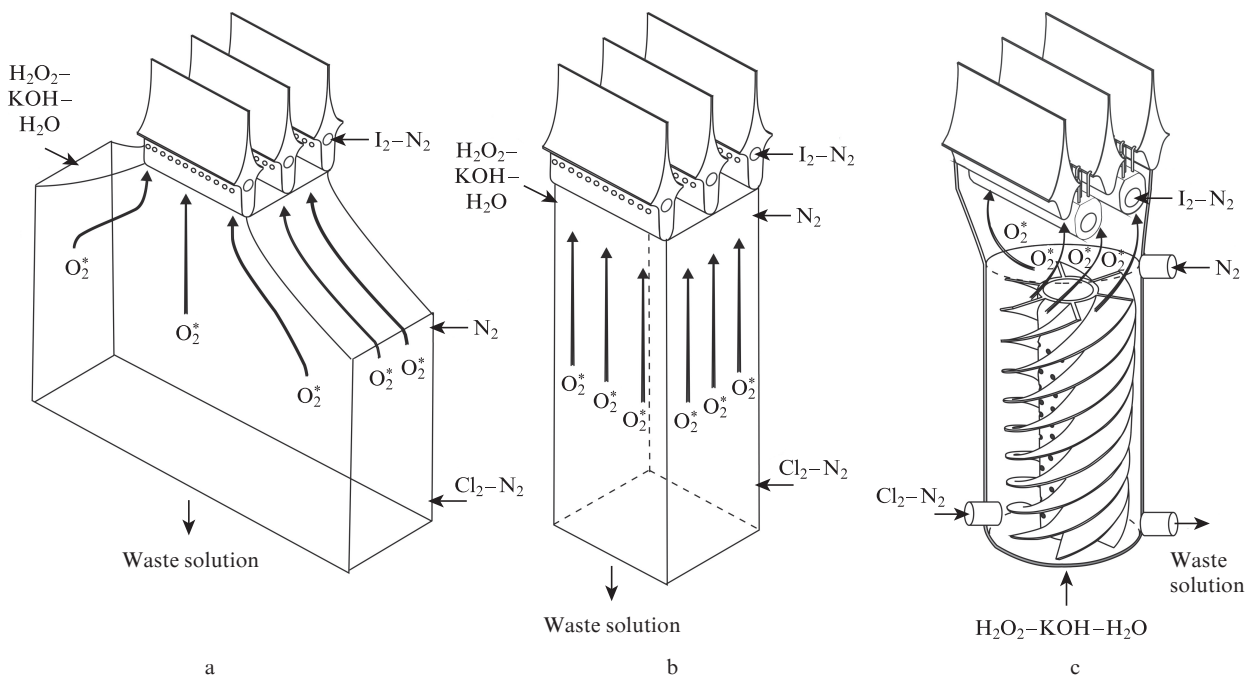 H₂O₂–
KOH–
H₂O
I₂–N₂
O₂*
O₂*
O₂*
O₂*
O₂*
N₂
Cl₂–N₂
Waste solution
a
H₂O₂–
KOH–
H₂O
I₂–N₂
N₂
O₂*
O₂*
O₂*
O₂*
O₂*
O₂*
Cl₂–N₂
Waste solution
b
I₂–N₂
O₂*
O₂*
O₂*
O₂*
N₂
Cl₂–N₂
Waste
solution
H₂O₂–KOH–H₂O
c